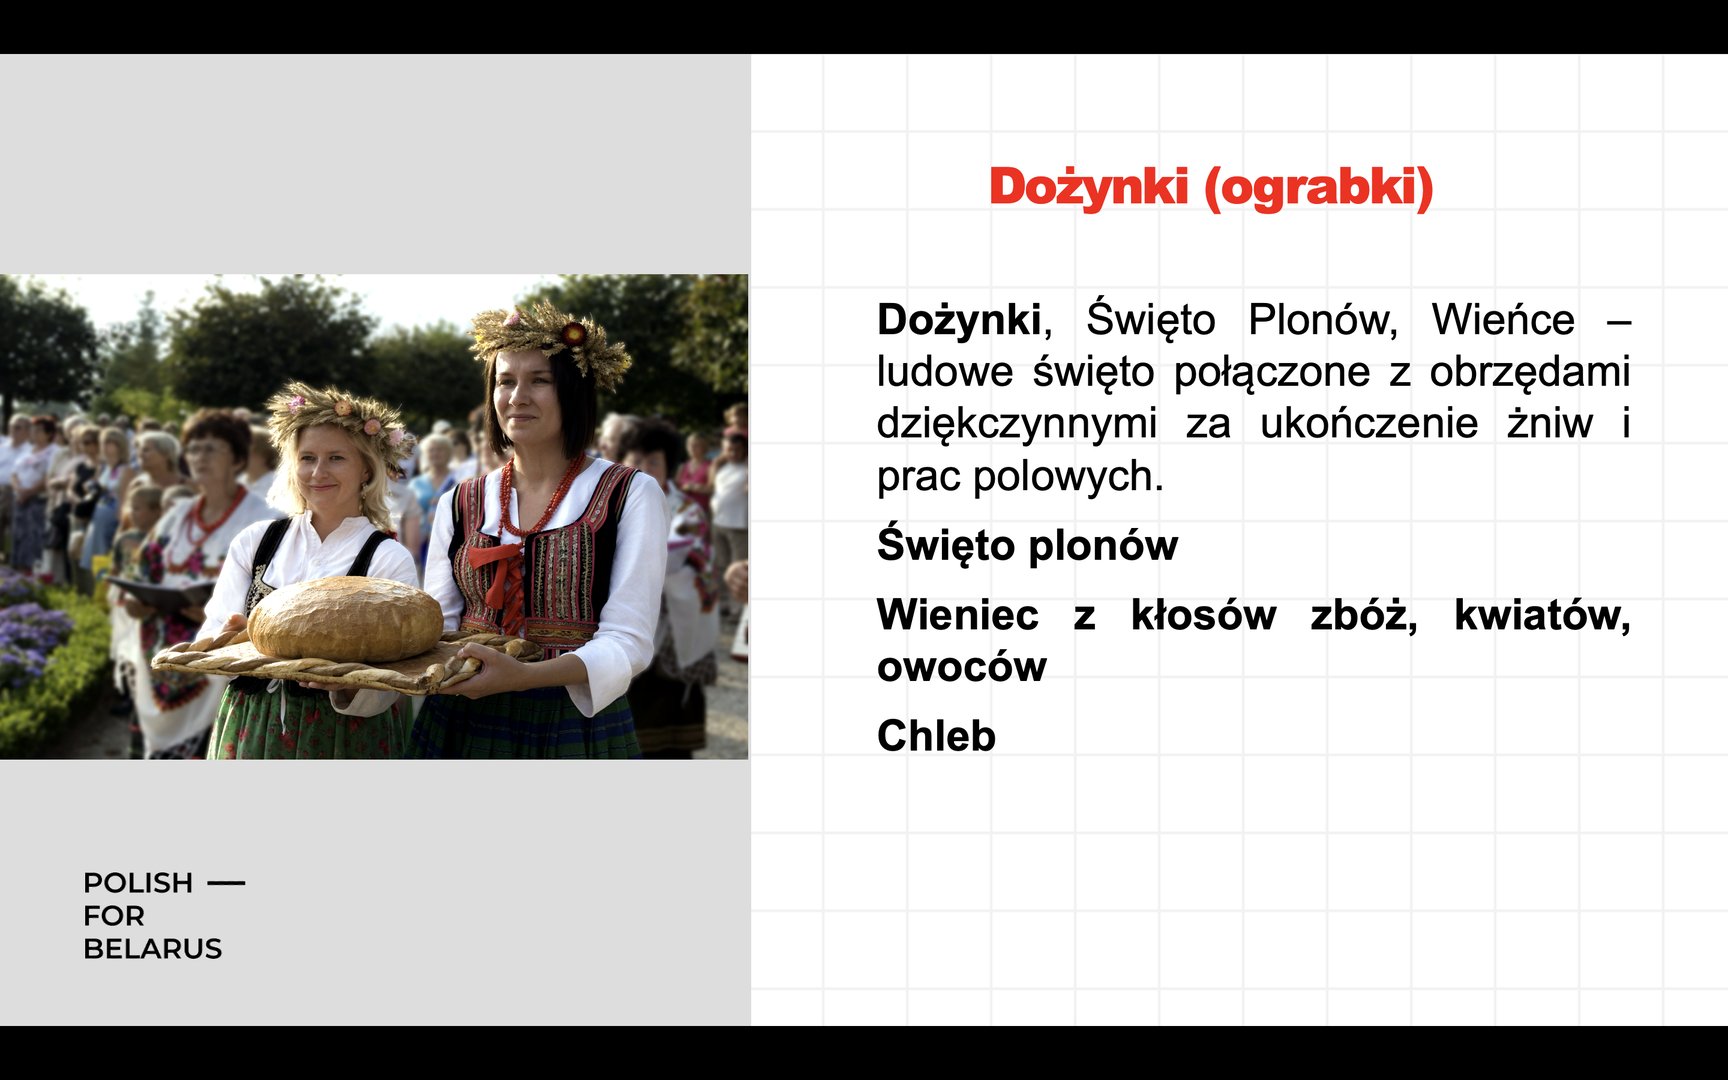 Dożynki (ograbki)
Dożynki, Święto Plonów, Wieńce –
ludowe święto połączone z obrzędami
dziękczynnymi za ukończenie żniw i
prac polowych.
Święto plonów
Wieniec z kłosów zbóż, kwiatów,
owoców
Chleb
POLISH —
FOR
BELARUS